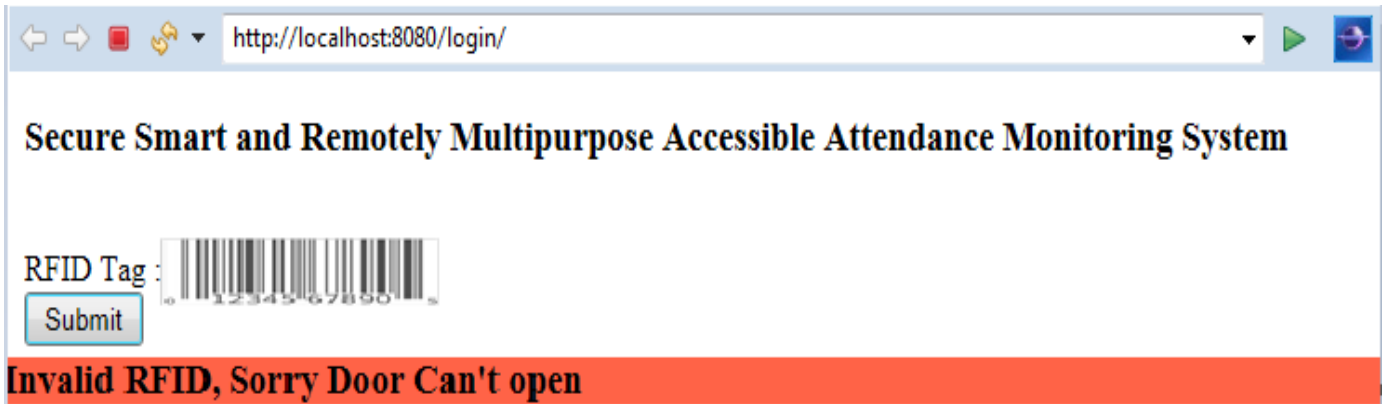 http://localhost:8080/login/
Secure Smart and Remotely Multipurpose Accessible Attendance Monitoring System
RFID Tag :
0 12345 67890 5
Submit
Invalid RFID, Sorry Door Can't open